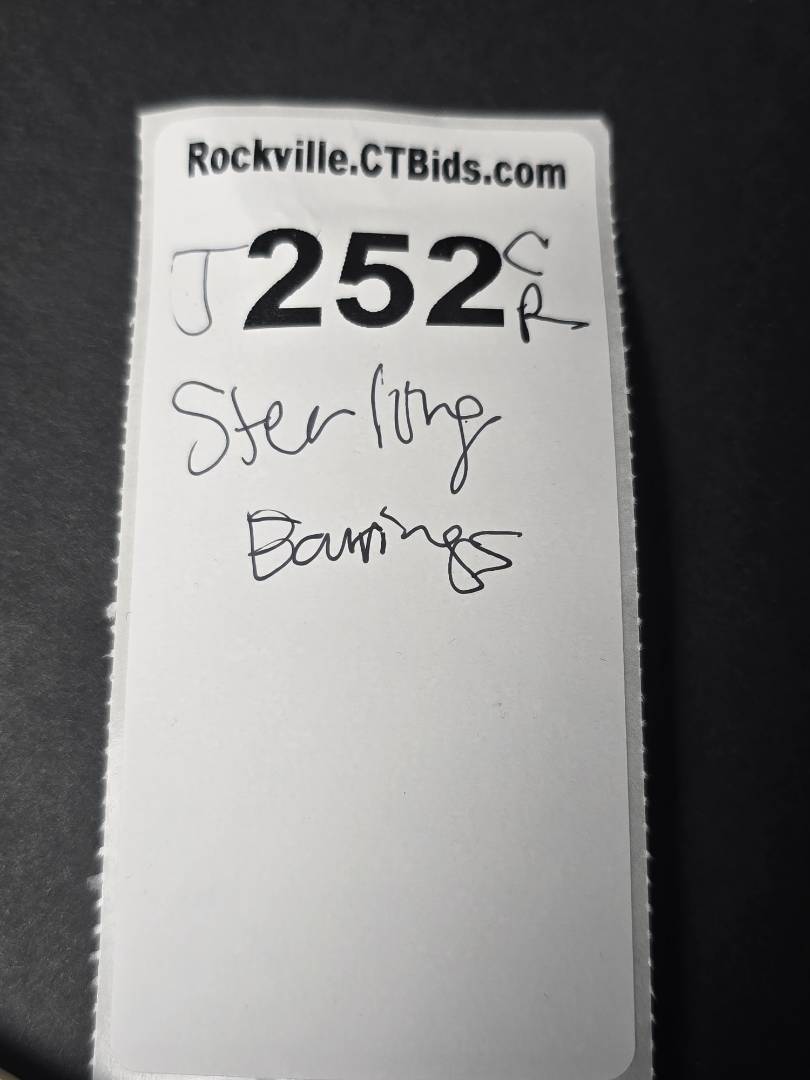 Rockville.CTBids.com
J 252 C R
Sterling
Earrings